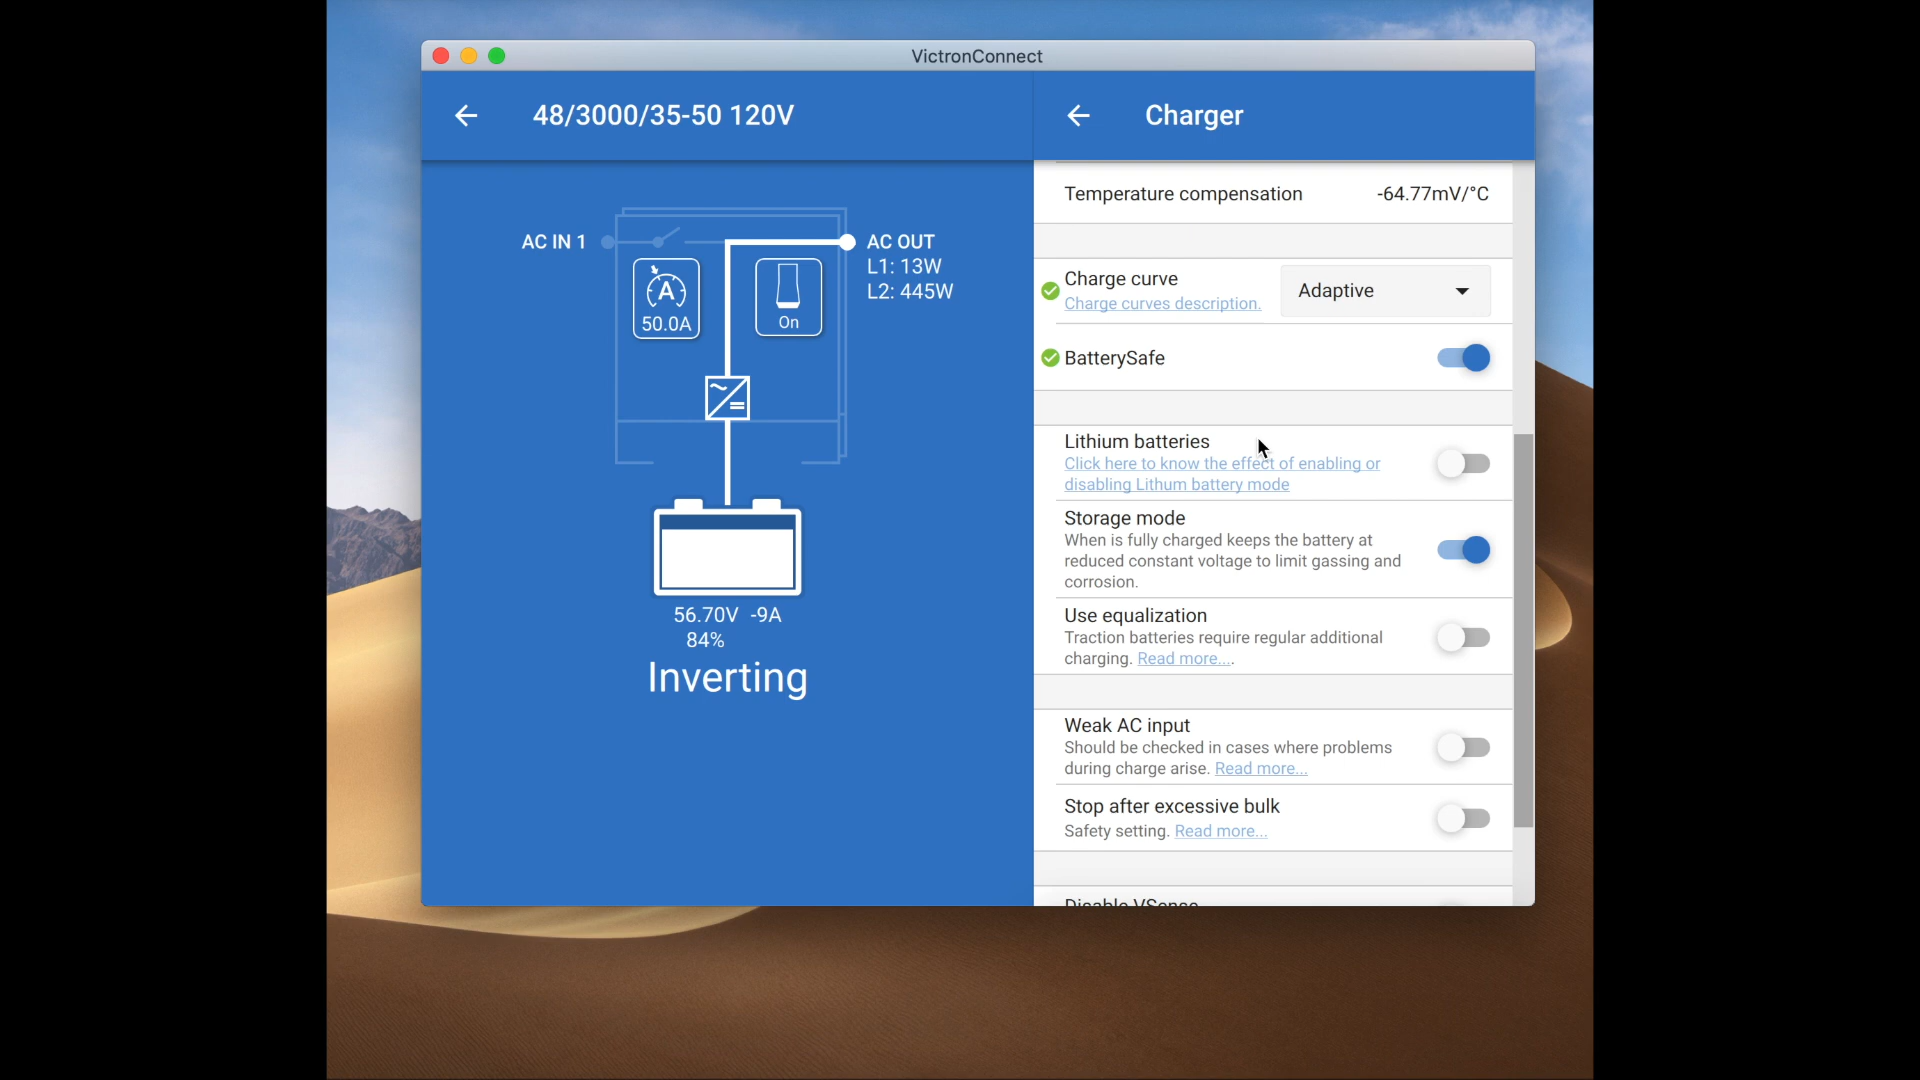 VictronConnect
48/3000/35-50 120V
Charger
AC IN 1
AC OUT
L1: 13W
L2: 445W
A
50.0A
On
56.70V -9A
84%
Inverting
Temperature compensation -64.77mV/°C
Charge curve
Charge curves description.
Adaptive
BatterySafe
Lithium batteries
Click here to know the effect of enabling or
disabling Lithum battery mode
Storage mode
When is fully charged keeps the battery at
reduced constant voltage to limit gassing and
corrosion.
Use equalization
Traction batteries require regular additional
charging. Read more....
Weak AC input
Should be checked in cases where problems
during charge arise. Read more...
Stop after excessive bulk
Safety setting. Read more...
Disable VSense